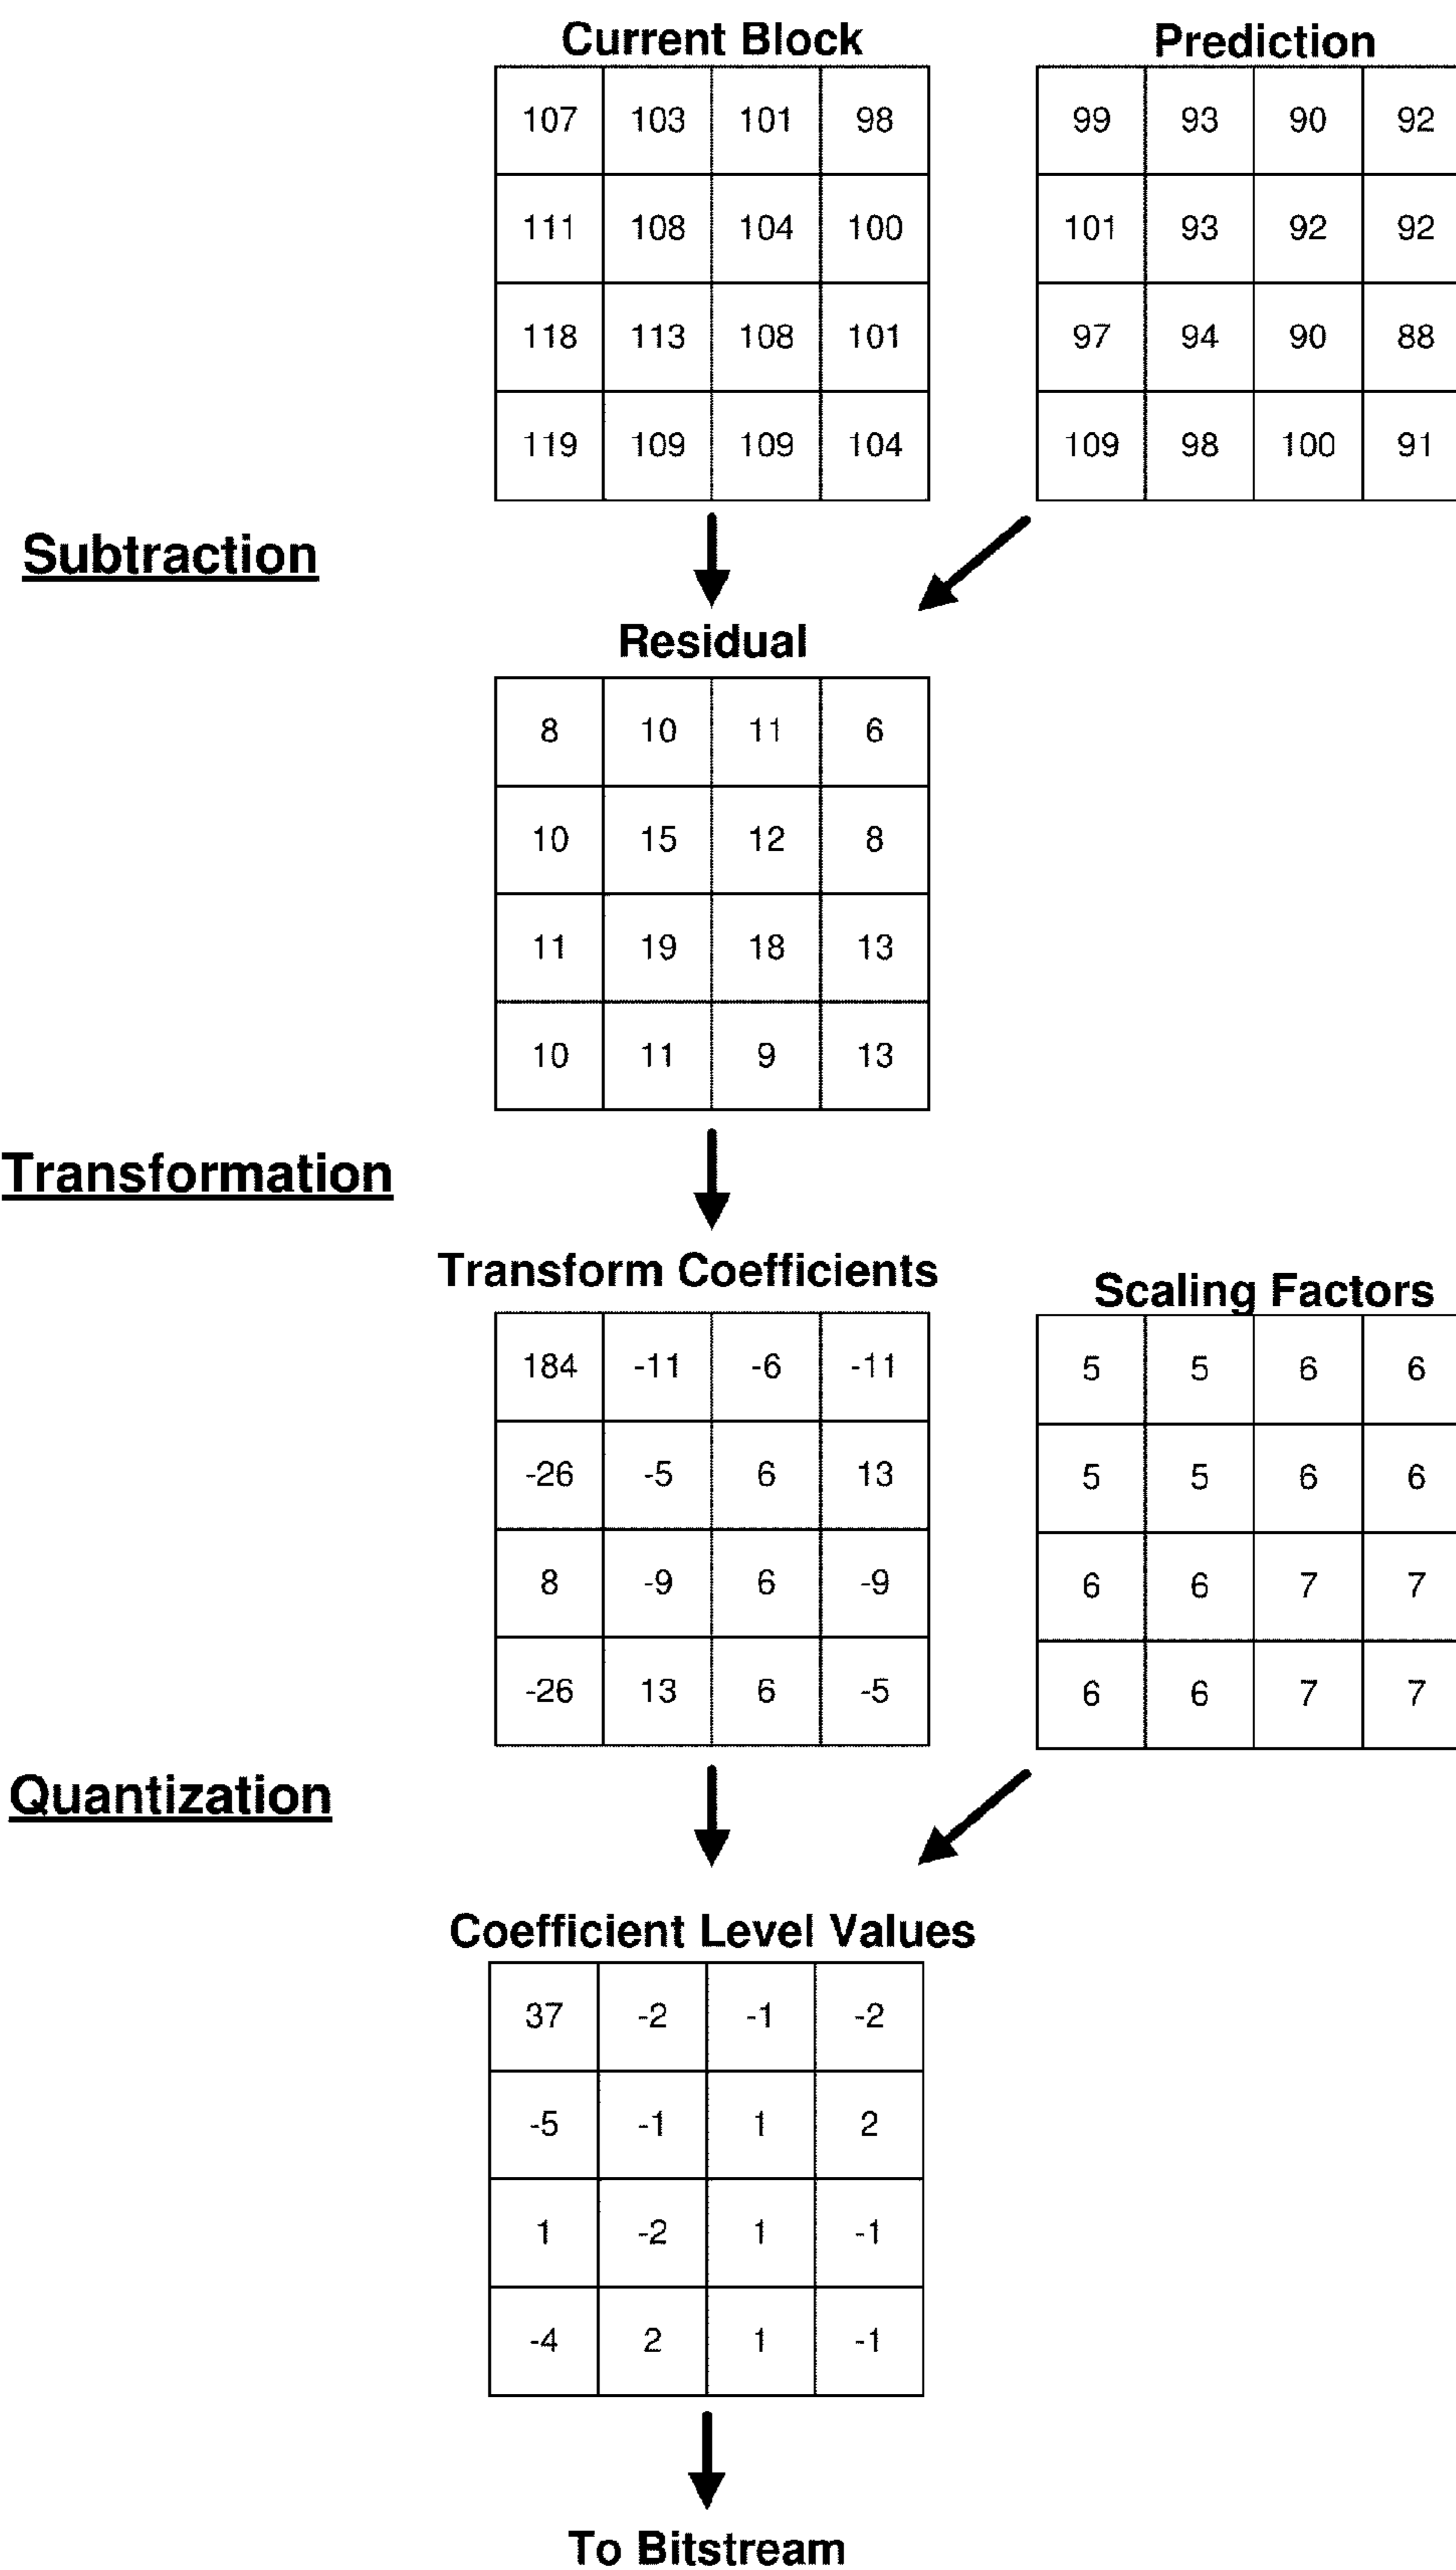 Current Block
Prediction
107 103 101 98
99 93 90 92
111 108 104 100
101 93 92 92
118 113 108 101
97 94 90 88
119 109 109 104
109 98 100 91
Subtraction
Residual
8 10 11 6
10 15 12 8
11 19 18 13
10 11 9 13
Transformation
Transform Coefficients
Scaling Factors
184 -11 -6 -11
5 5 6 6
-26 -5 6 13
5 5 6 6
8 -9 6 -9
6 6 7 7
-26 13 6 -5
6 6 7 7
Quantization
Coefficient Level Values
37 -2 -1 -2
-5 -1 1 2
1 -2 1 -1
-4 2 1 -1
To Bitstream